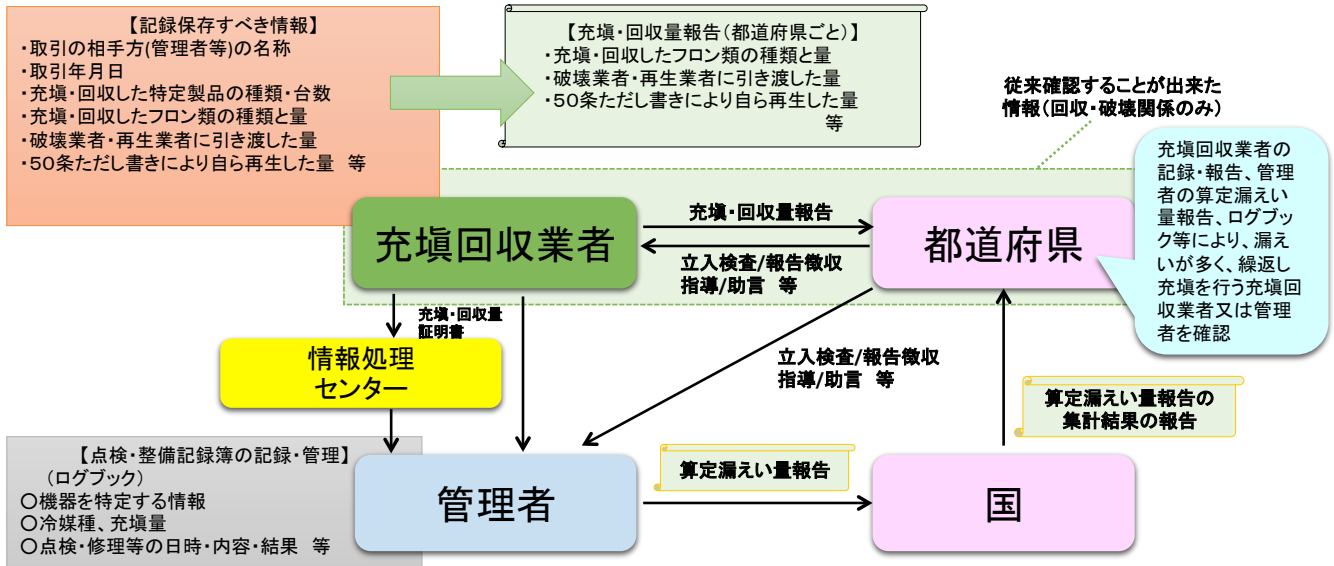 【記録保存すべき情報】
・取引の相手方(管理者等)の名称
・取引年月日
・充塡・回収した特定製品の種類・台数
・充塡・回収したフロン類の種類と量
・破壊業者・再生業者に引き渡した量
・50条ただし書きにより自ら再生した量　等
【充塡・回収量報告（都道府県ごと）】
・充塡・回収したフロン類の種類と量
・破壊業者・再生業者に引き渡した量
・50条ただし書きにより自ら再生した量
等
従来確認することが出来た
情報（回収・破壊関係のみ）
充塡回収業者の
記録・報告、管理
者の算定漏えい
量報告、ログブッ
ク等により、漏え
いが多く、繰返し
充塡を行う充塡回
収業者又は管理
者を確認
充塡回収業者
充塡・回収量報告
立入検査/報告徴収
指導/助言　等
都道府県
充塡・回収量
証明書
情報処理
センター
立入検査/報告徴収
指導/助言　等
算定漏えい量報告の
集計結果の報告
【点検・整備記録簿の記録・管理】
（ログブック）
○機器を特定する情報
○冷媒種、充塡量
○点検・修理等の日時・内容・結果　等
管理者
算定漏えい量報告
国